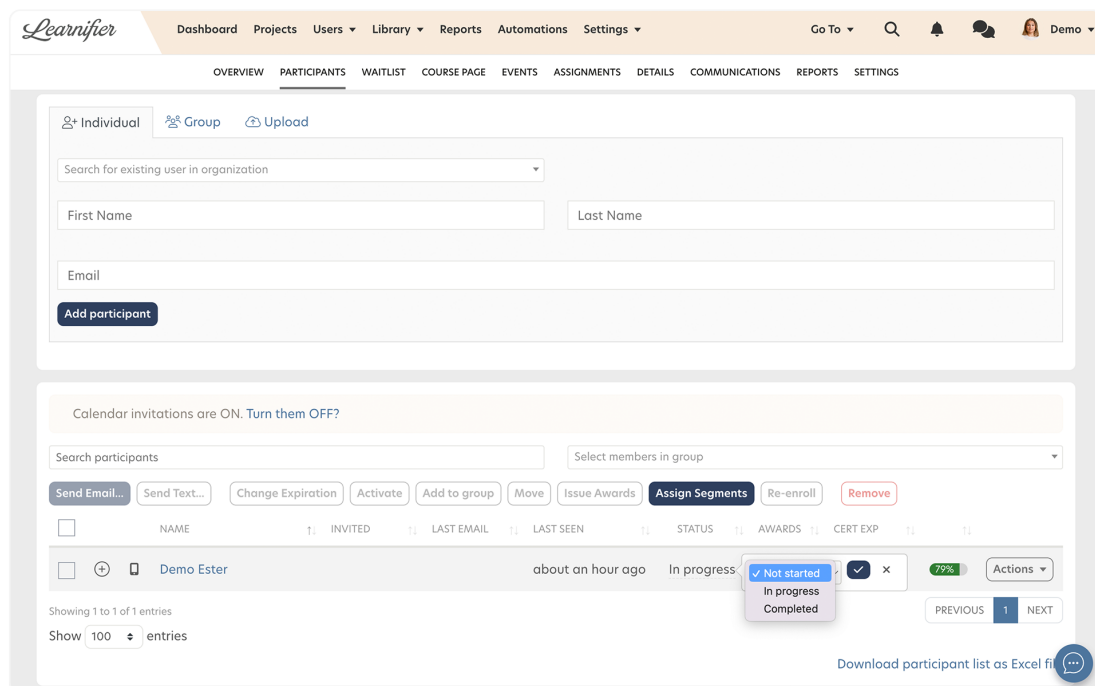 Learnifier
Dashboard Projects Users Library Reports Automations Settings Go To Demo
OVERVIEW PARTICIPANTS WAITLIST COURSE PAGE EVENTS ASSIGNMENTS DETAILS COMMUNICATIONS REPORTS SETTINGS
Individual Group Upload
Search for existing user in organization
First Name Last Name
Email
Add participant
Calendar invitations are ON. Turn them OFF?
Search participants Select members in group
Send Email... Send Text... Change Expiration Activate Add to group Move Issue Awards Assign Segments Re-enroll Remove
NAME INVITED LAST EMAIL LAST SEEN STATUS AWARDS CERT EXP
Demo Ester about an hour ago In progress ✓ Not started 79% Actions
In progress
Completed
Showing 1 to 1 of 1 entries PREVIOUS 1 NEXT
Show 100 entries
Download participant list as Excel